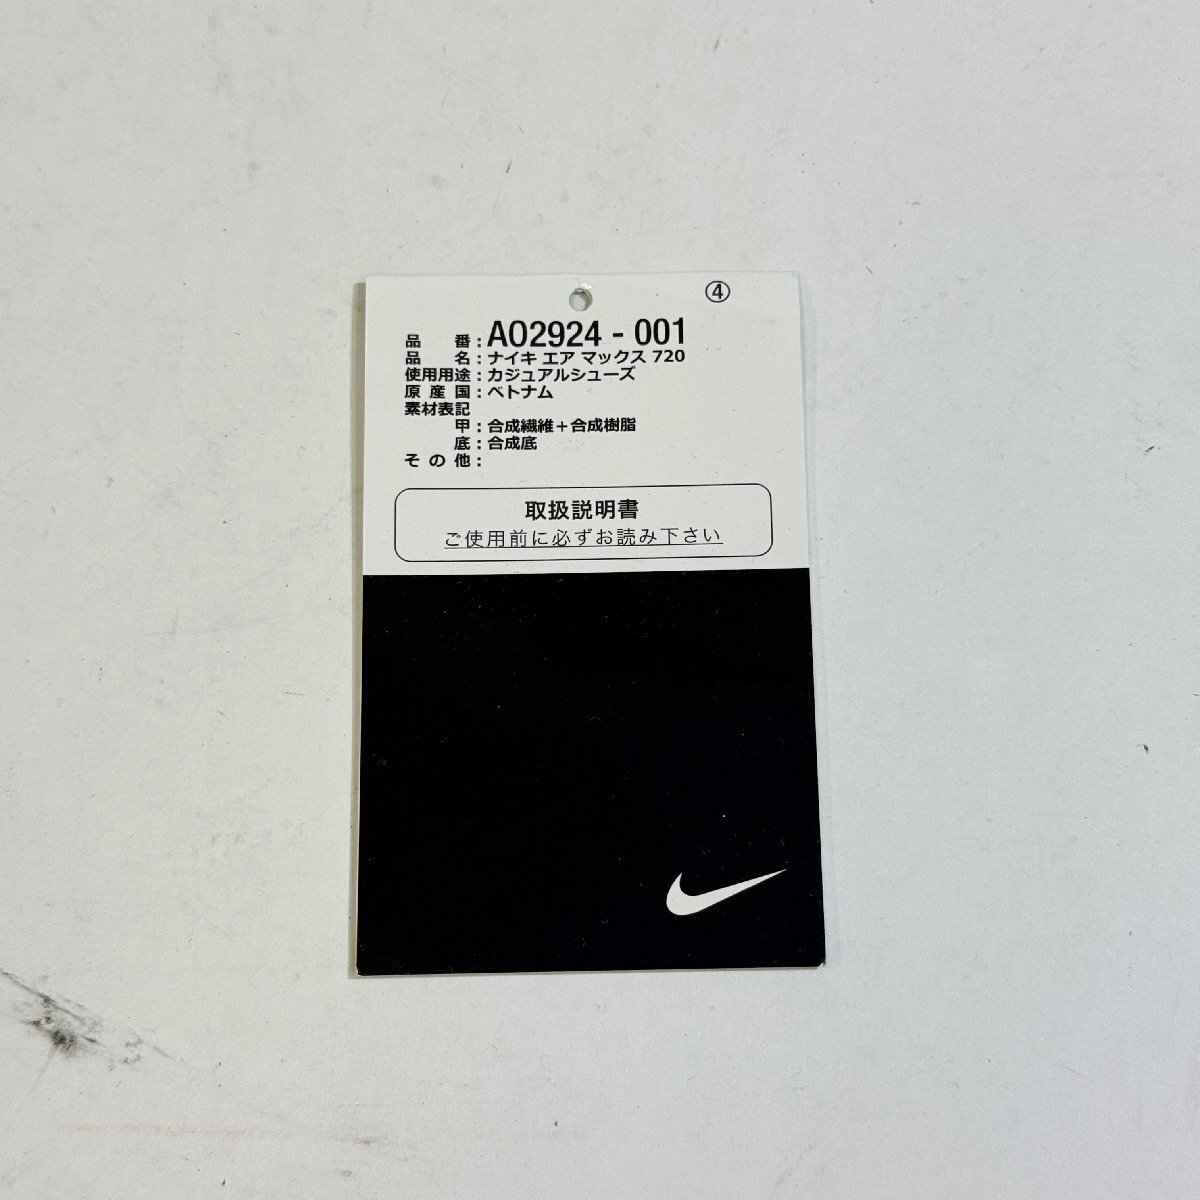 ④
品 番：AO2924 - 001
品 名：ナイキ エア マックス 720
使用用途：カジュアルシューズ
原産国：ベトナム
素材表記
甲：合成繊維＋合成樹脂
底：合成底
その他：
取扱説明書
ご使用前に必ずお読み下さい